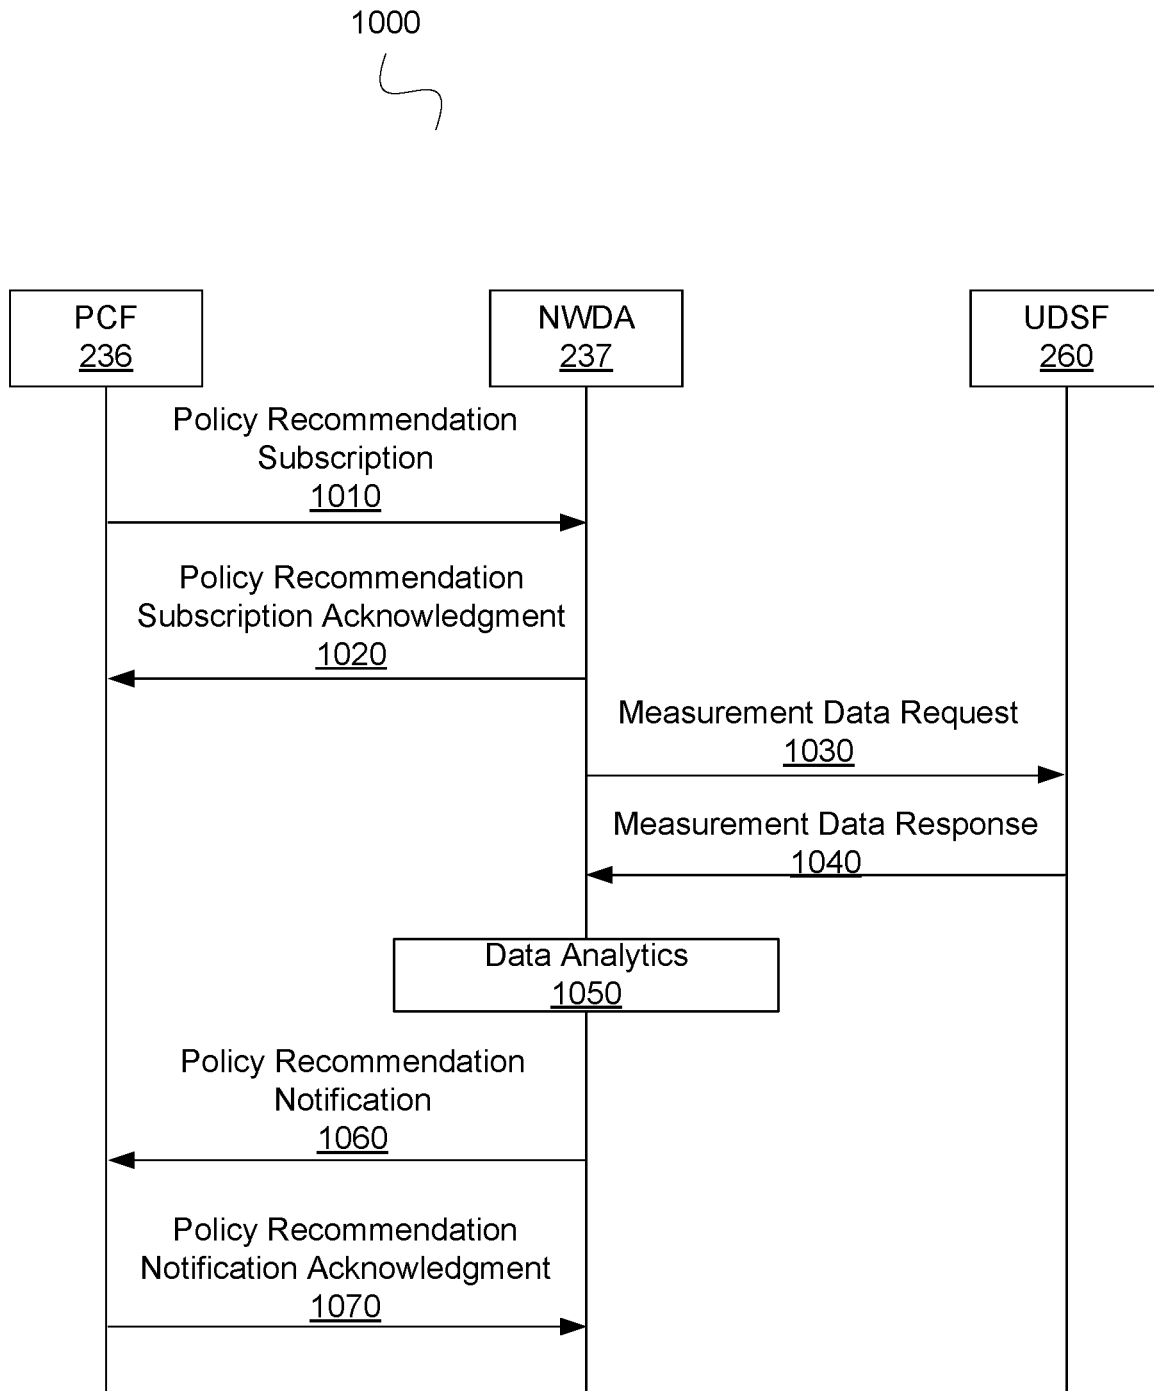 1000
PCF
236
NWDA
237
UDSF
260
Policy Recommendation
Subscription
1010
Policy Recommendation
Subscription Acknowledgment
1020
Measurement Data Request
1030
Measurement Data Response
1040
Data Analytics
1050
Policy Recommendation
Notification
1060
Policy Recommendation
Notification Acknowledgment
1070